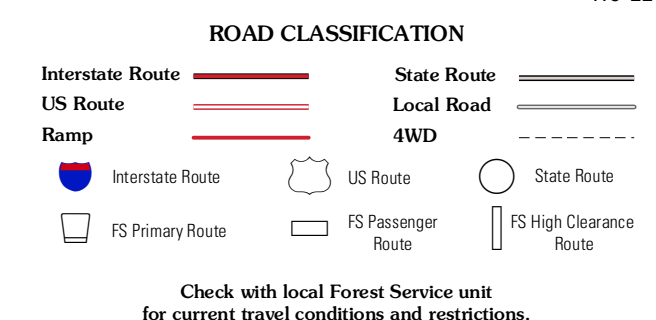 ROAD CLASSIFICATION
Interstate Route
State Route
US Route
Local Road
Ramp
4WD
Interstate Route
US Route
State Route
FS Primary Route
FS Passenger
Route
FS High Clearance
Route
Check with local Forest Service unit
for current travel conditions and restrictions.